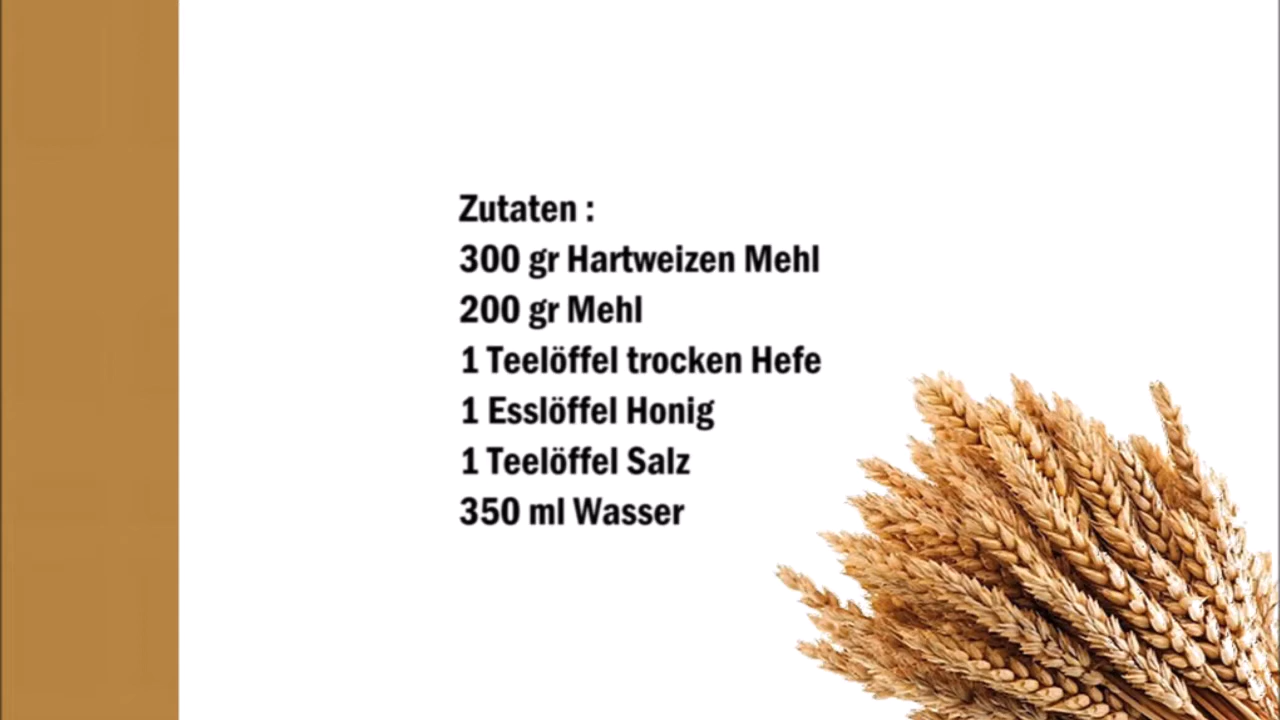 Zutaten :
300 gr Hartweizen Mehl
200 gr Mehl
1 Teelöffel trocken Hefe
1 Esslöffel Honig
1 Teelöffel Salz
350 ml Wasser